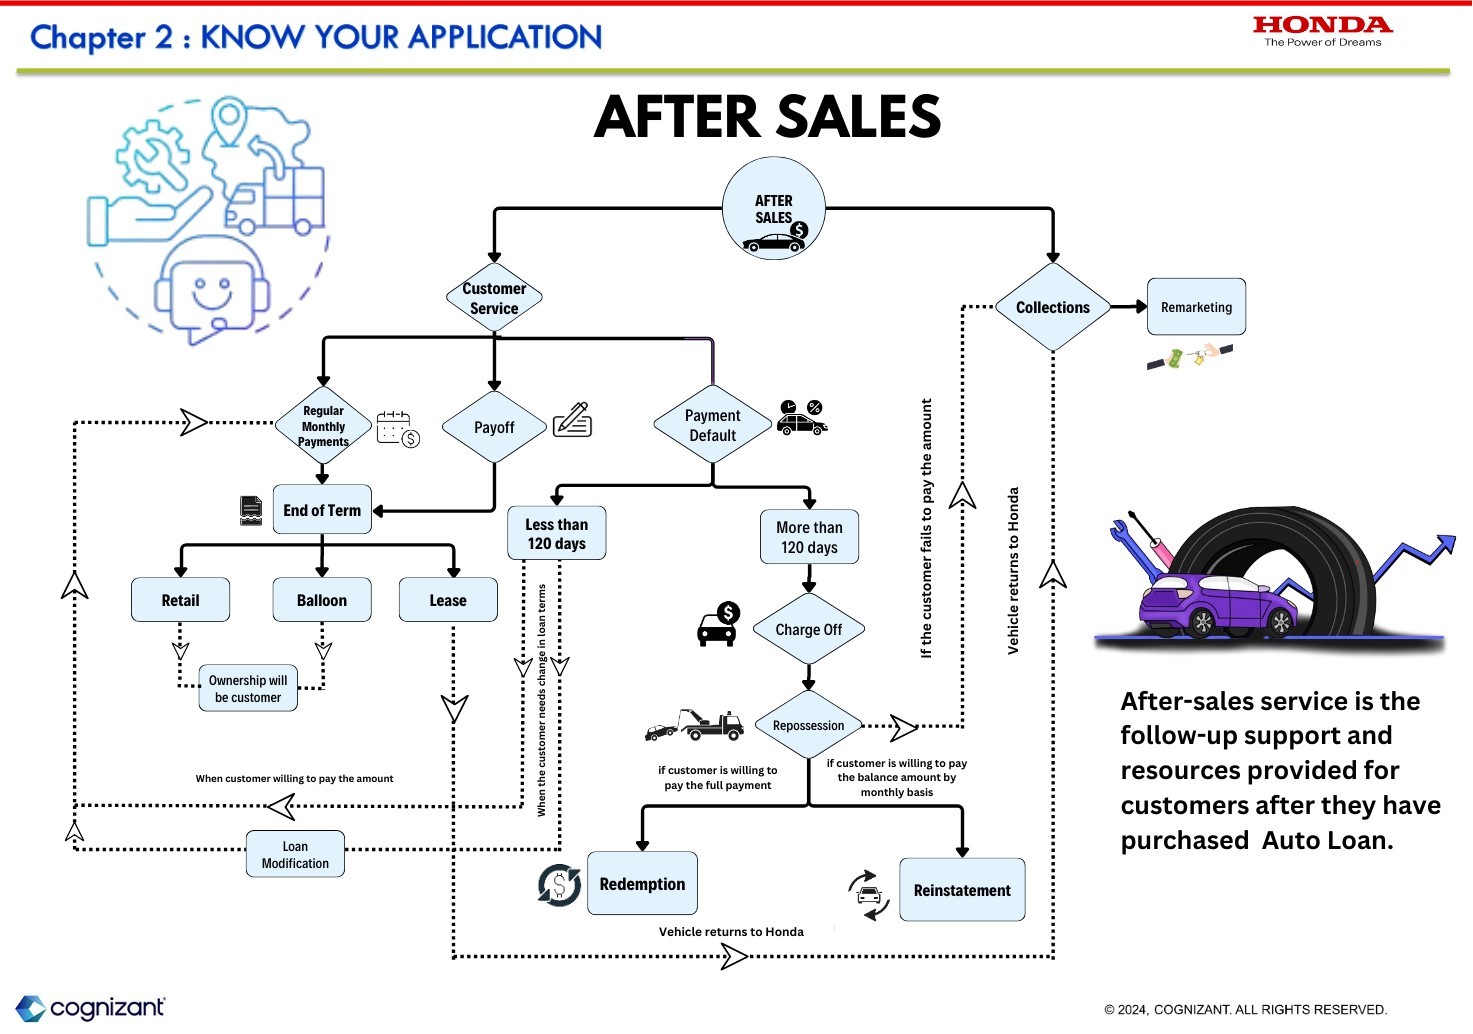 Chapter 2 : KNOW YOUR APPLICATION
HONDA
The Power of Dreams
AFTER SALES
AFTER
SALES
$
Customer
Service
Collections
Remarketing
Regular
Monthly
Payments
$
Payoff
Payment
Default
%
End of Term
Less than
120 days
More than
120 days
Retail
Balloon
Lease
Ownership will
be customer
When the customer needs change in loan terms
$
Charge Off
Repossession
If the customer fails to pay the amount
Vehicle returns to Honda
if customer is willing to
pay the full payment
if customer is willing to pay
the balance amount by
monthly basis
When customer willing to pay the amount
Loan
Modification
$
Redemption
Reinstatement
Vehicle returns to Honda
After-sales service is the
follow-up support and
resources provided for
customers after they have
purchased Auto Loan.
cognizant
© 2024, COGNIZANT. ALL RIGHTS RESERVED.